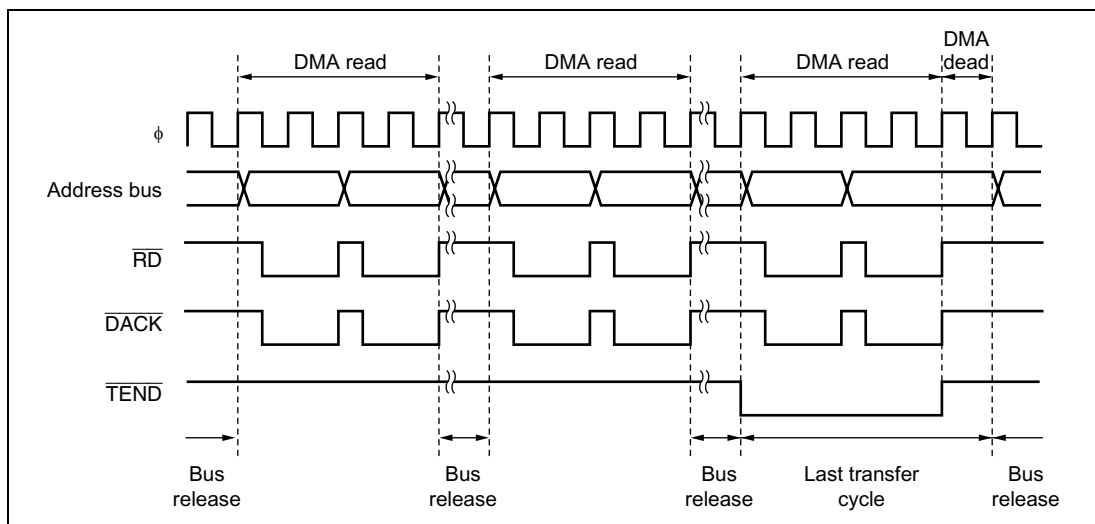 DMA read
DMA read
DMA read
DMA
dead
ϕ
Address bus
RD
DACK
TEND
Bus
release
Bus
release
Bus
release
Last transfer
cycle
Bus
release